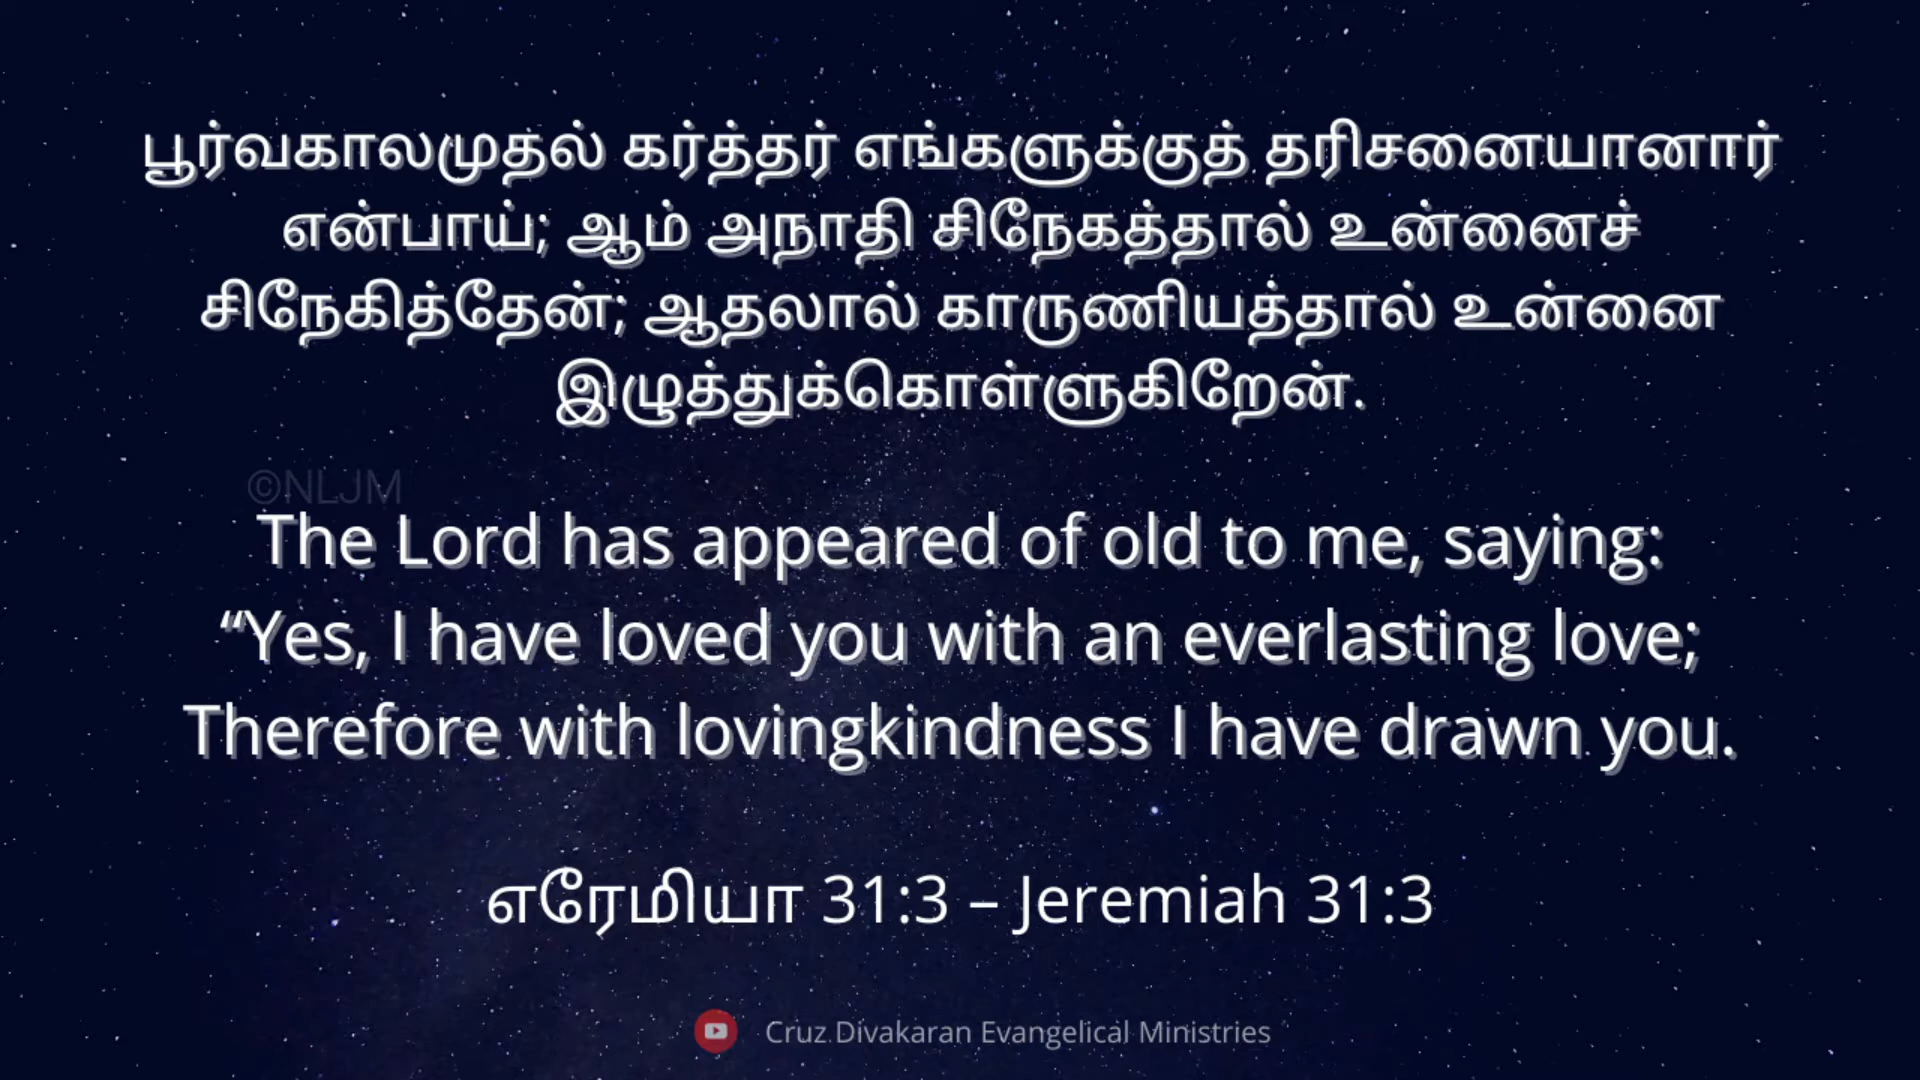 பூர்வகாலமுதல் கர்த்தர் எங்களுக்குத் தரிசனையானார்
என்பாய்; ஆம் அநாதி சிநேகத்தால் உன்னைச்
சிநேகித்தேன்; ஆதலால் காருணியத்தால் உன்னை
இழுத்துக்கொள்ளுகிறேன்.
©NLJM
The Lord has appeared of old to me, saying:
“Yes, I have loved you with an everlasting love;
Therefore with lovingkindness I have drawn you.
எரேமியா 31:3 – Jeremiah 31:3
Cruz Divakaran Evangelical Ministries